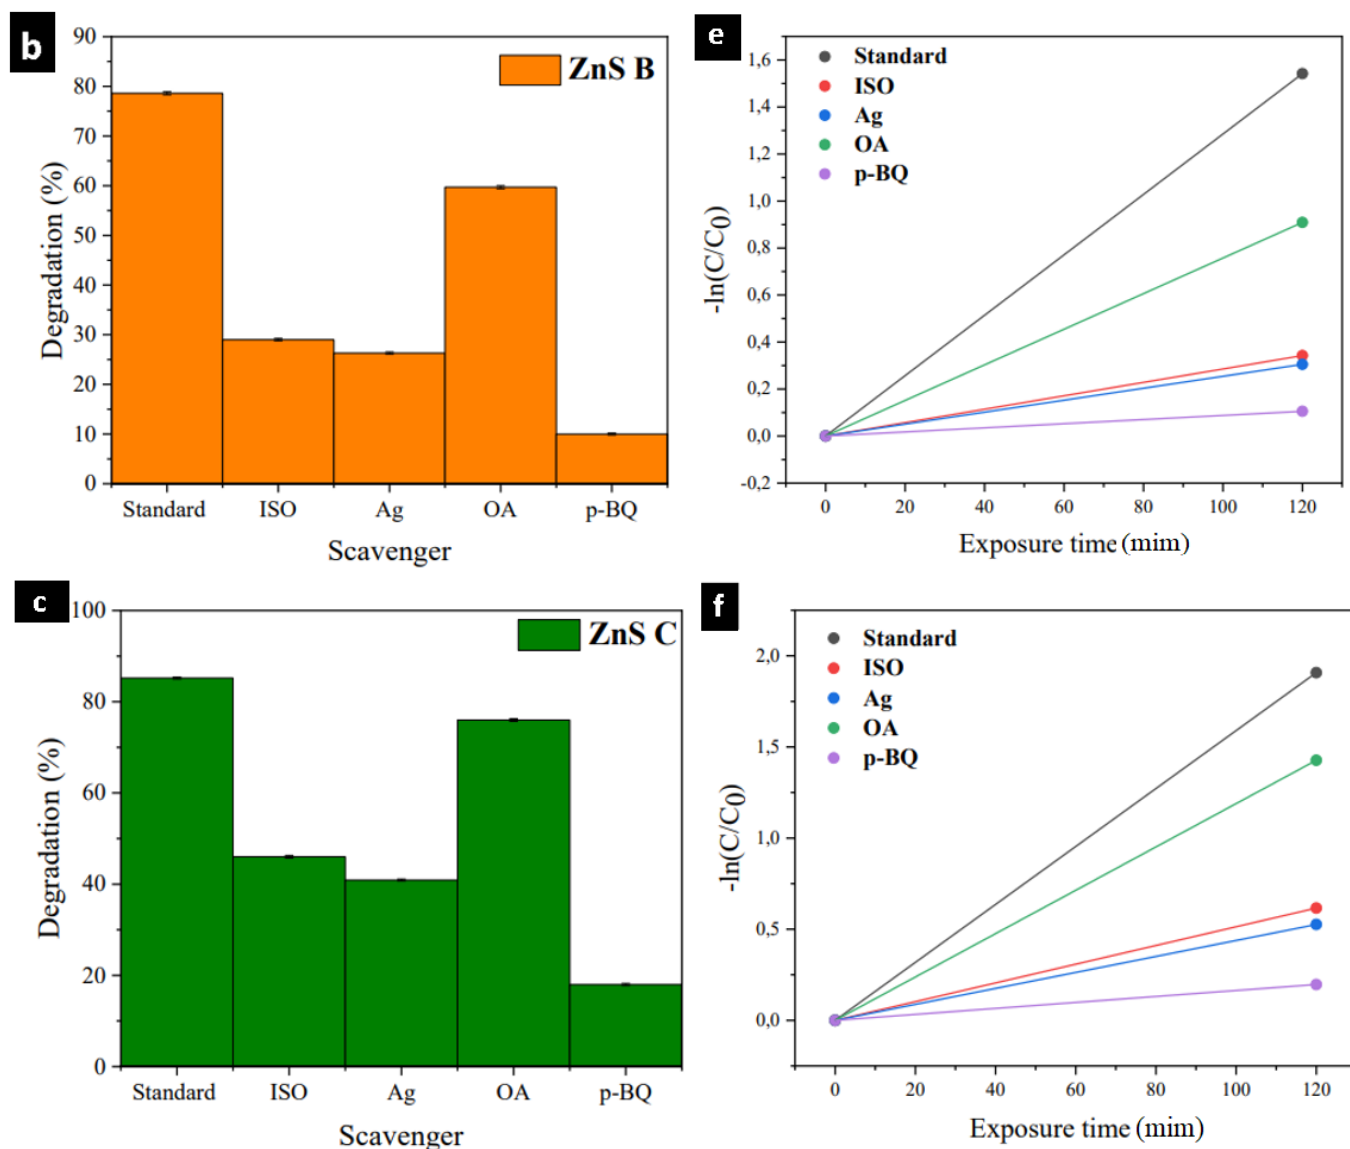 b
90
80
70
60
50
40
30
20
10
0
Degradation (%)
ZnS B
Standard ISO Ag OA p-BQ
Scavenger
e
1,6
1,4
1,2
1,0
0,8
0,6
0,4
0,2
0,0
-0,2
-ln(C/C0)
Standard
ISO
Ag
OA
p-BQ
0 20 40 60 80 100 120
Exposure time (mim)
c
100
80
60
40
20
0
Degradation (%)
ZnS C
Standard ISO Ag OA p-BQ
Scavenger
f
2,0
1,5
1,0
0,5
0,0
-ln(C/C0)
Standard
ISO
Ag
OA
p-BQ
0 20 40 60 80 100 120
Exposure time (mim)